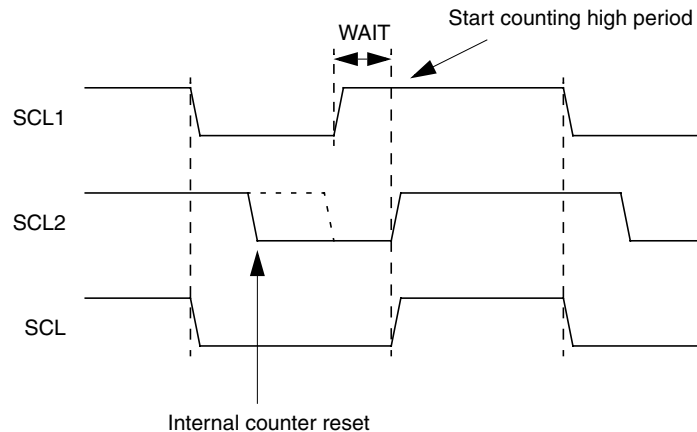 Start counting high period
WAIT
SCL1
SCL2
SCL
Internal counter reset